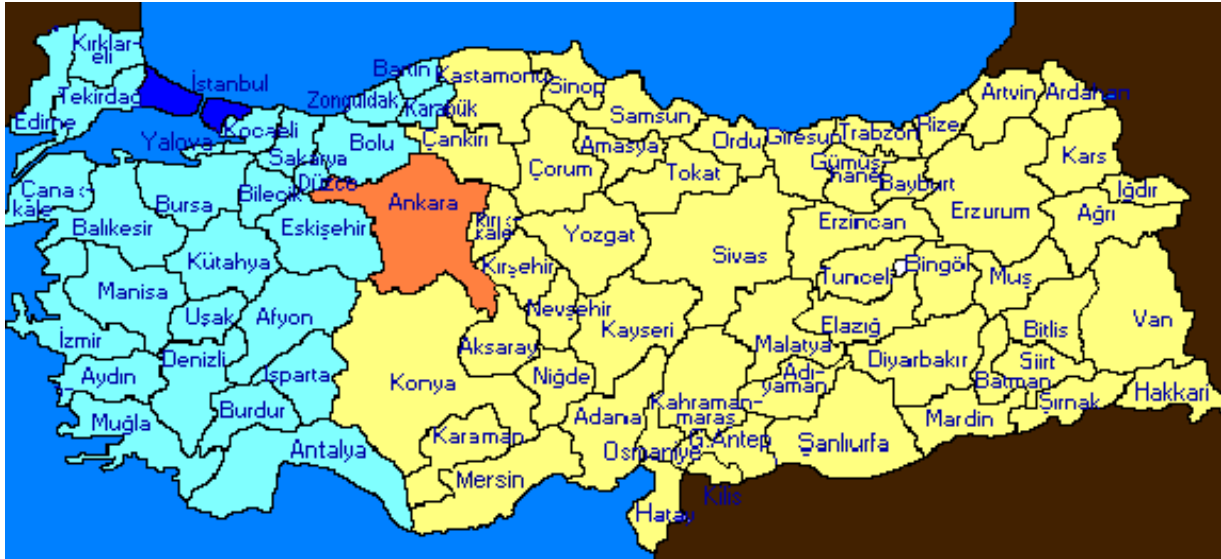 Kırklar-
eli
Tekirdağ
Edirne
İstanbul
Yalova
Kocaeli
Sakarya
Düzce
Bolu
Zonguldak
Bartın
Karabük
Kastamonu
Sinop
Samsun
Çankırı
Çorum
Amasya
Tokat
Ordu
Giresun
Trabzon
Rize
Artvin
Ardahan
Kars
Iğdır
Ağrı
Gümüş-
hane
Bayburt
Erzurum
Erzincan
Çanak-
kale
Balıkesir
Bursa
Bilecik
Eskişehir
Ankara
Kırık-
kale
Kırşehir
Yozgat
Sivas
Tunceli
Bingöl
Muş
Kütahya
Manisa
Uşak
Afyon
İzmir
Denizli
Aydın
Isparta
Burdur
Muğla
Antalya
Konya
Aksaray
Nevşehir
Niğde
Kayseri
Karaman
Mersin
Adana
Osmaniye
Hatay
Kilis
G.Antep
Kahraman-
maraş
Malatya
Adı-
yaman
Elazığ
Diyarbakır
Şanlıurfa
Mardin
Batman
Siirt
Bitlis
Van
Şırnak
Hakkari